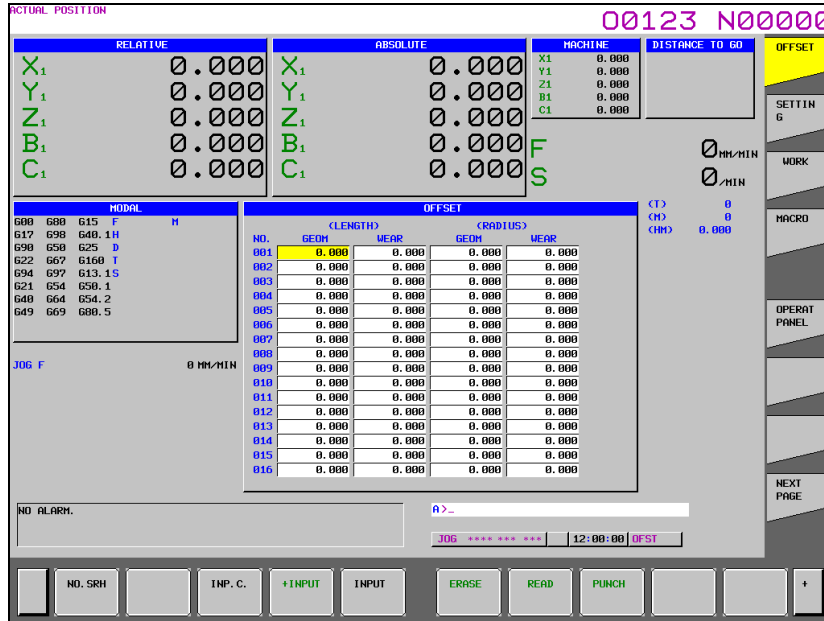 ACTUAL POSITION
O0123 N00000
RELATIVE
X1 0.000
Y1 0.000
Z1 0.000
B1 0.000
C1 0.000
ABSOLUTE
X1 0.000
Y1 0.000
Z1 0.000
B1 0.000
C1 0.000
MACHINE
X1 0.000
Y1 0.000
Z1 0.000
B1 0.000
C1 0.000
DISTANCE TO GO
F 0 MM/MIN
S 0 /MIN
MODAL
G00 G80 G15 F M
G17 G98 G40.1 H
G90 G50 G25 D
G22 G67 G160 T
G94 G97 G13.1 S
G21 G54 G50.1
G40 G64 G54.2
G49 G69 G80.5
JOG F 0 MM/MIN
OFFSET
(LENGTH) (RADIUS)
NO. GEOM WEAR GEOM WEAR
001 0.000 0.000 0.000 0.000
002 0.000 0.000 0.000 0.000
003 0.000 0.000 0.000 0.000
004 0.000 0.000 0.000 0.000
005 0.000 0.000 0.000 0.000
006 0.000 0.000 0.000 0.000
007 0.000 0.000 0.000 0.000
008 0.000 0.000 0.000 0.000
009 0.000 0.000 0.000 0.000
010 0.000 0.000 0.000 0.000
011 0.000 0.000 0.000 0.000
012 0.000 0.000 0.000 0.000
013 0.000 0.000 0.000 0.000
014 0.000 0.000 0.000 0.000
015 0.000 0.000 0.000 0.000
016 0.000 0.000 0.000 0.000
(T) 0
(M) 0
(HM) 0.000
OFFSET
SETTIN
G
WORK
MACRO
OPERAT
PANEL
NEXT
PAGE
NO ALARM.
A>_
JOG **** *** *** 12:00:00 OFST
NO.SRH INP.C. +INPUT INPUT ERASE READ PUNCH +